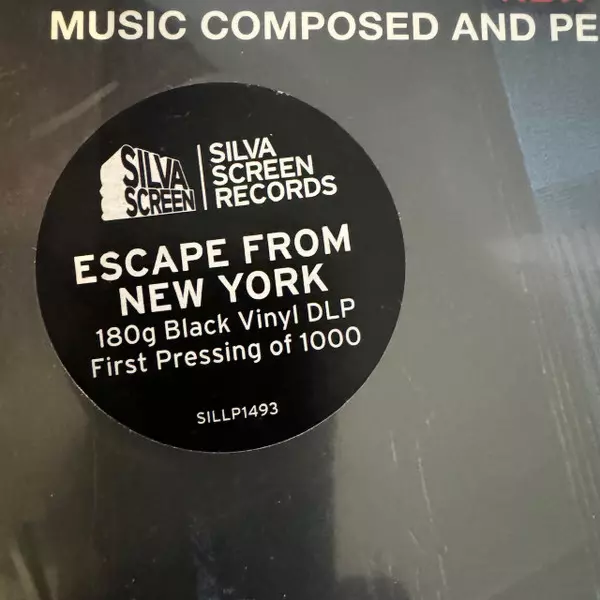 MUSIC COMPOSED AND PE
SILVA
SCREEN
SILVA
SCREEN
RECORDS
ESCAPE FROM
NEW YORK
180g Black Vinyl DLP
First Pressing of 1000
SILLP1493